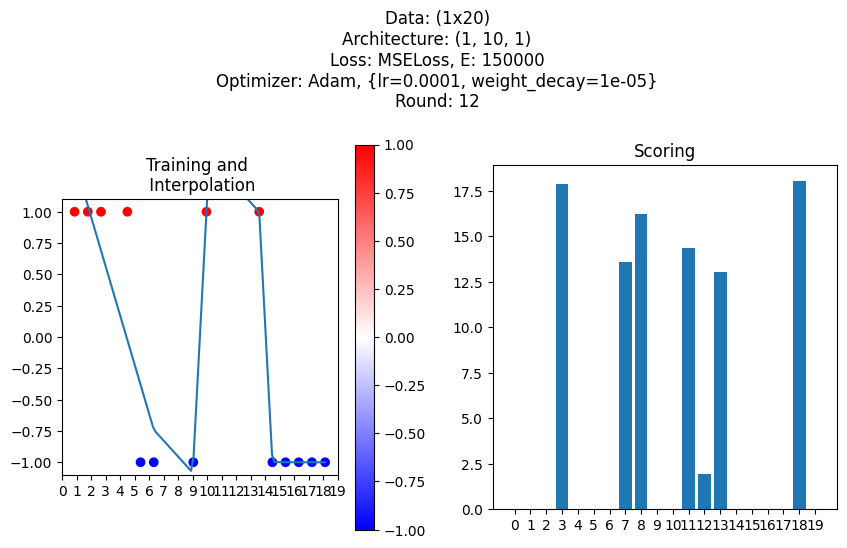 Data: (1x20)
Architecture: (1, 10, 1)
Loss: MSELoss, E: 150000
Optimizer: Adam, {lr=0.0001, weight_decay=1e-05}
Round: 12
Training and
Interpolation
1.00
0.75
0.50
0.25
0.00
−0.25
−0.50
−0.75
−1.00
0 1 2 3 4 5 6 7 8 9 10 11 12 13 14 15 16 17 18 19
1.00
0.75
0.50
0.25
0.00
−0.25
−0.50
−0.75
−1.00
Scoring
17.5
15.0
12.5
10.0
7.5
5.0
2.5
0.0
0 1 2 3 4 5 6 7 8 9 10 11 12 13 14 15 16 17 18 19